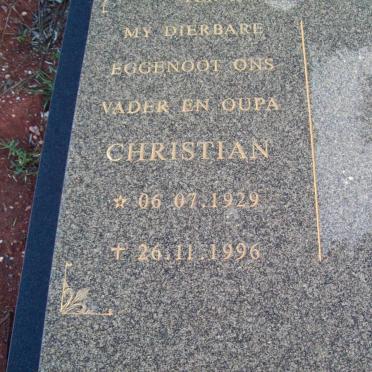 MY DIERBARE
EGGENOOT ONS
VADER EN OUPA
CHRISTIAN
☆ 06 07.1929
✝ 26.11.1996